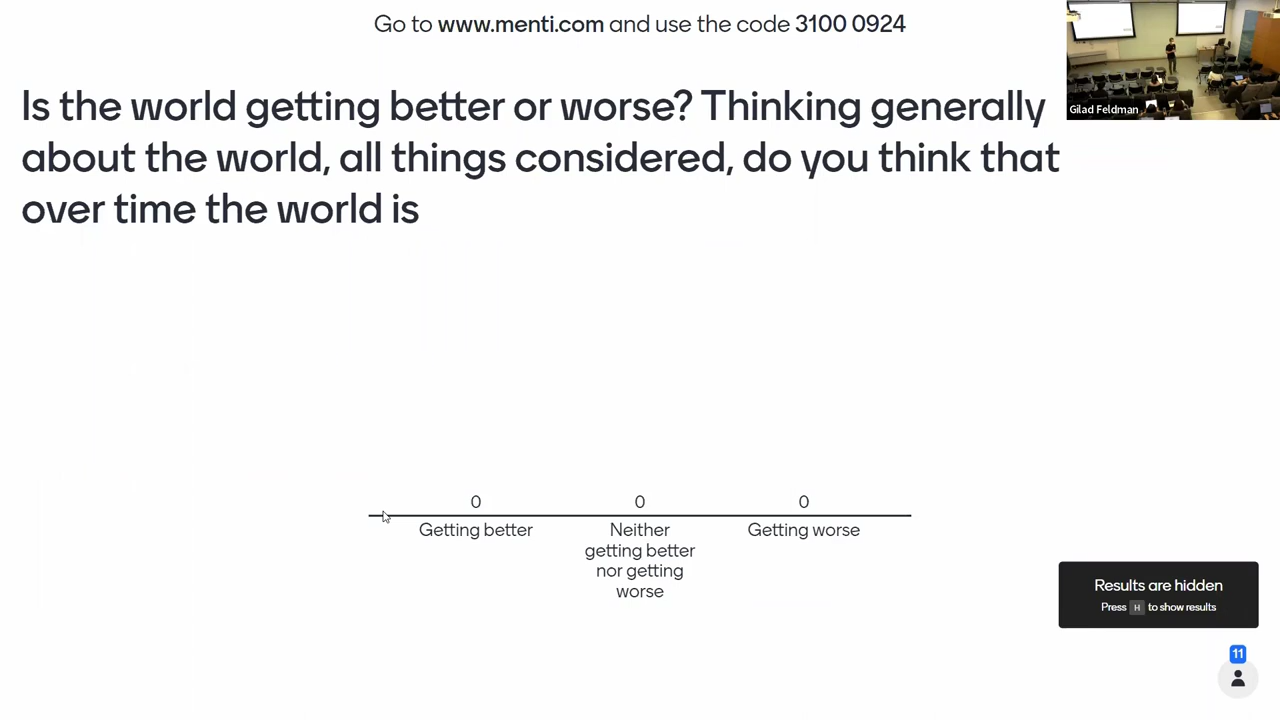 Go to www.menti.com and use the code 3100 0924
Is the world getting better or worse? Thinking generally
about the world, all things considered, do you think that
over time the world is
Gilad Feldman
0
0
0
Getting better
Neither
getting better
nor getting
worse
Getting worse
Results are hidden
Press H to show results
11